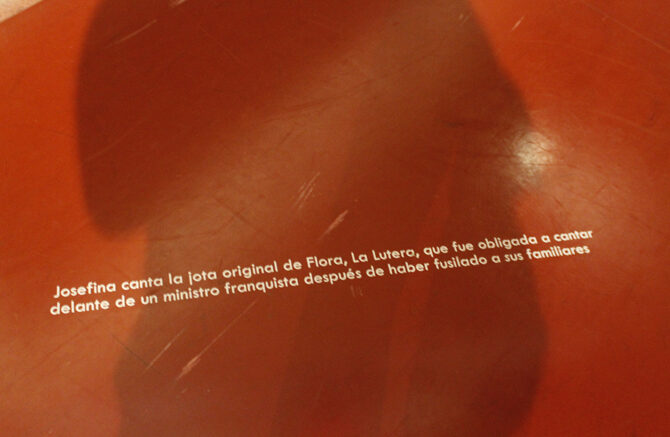 Josefina canta la jota original de Flora, La Lutera, que fue obligada a cantar
delante de un ministro franquista después de haber fusilado a sus familiares